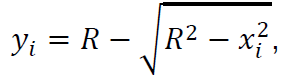 $y_i = R - \sqrt{R^2 - x_i^2},$